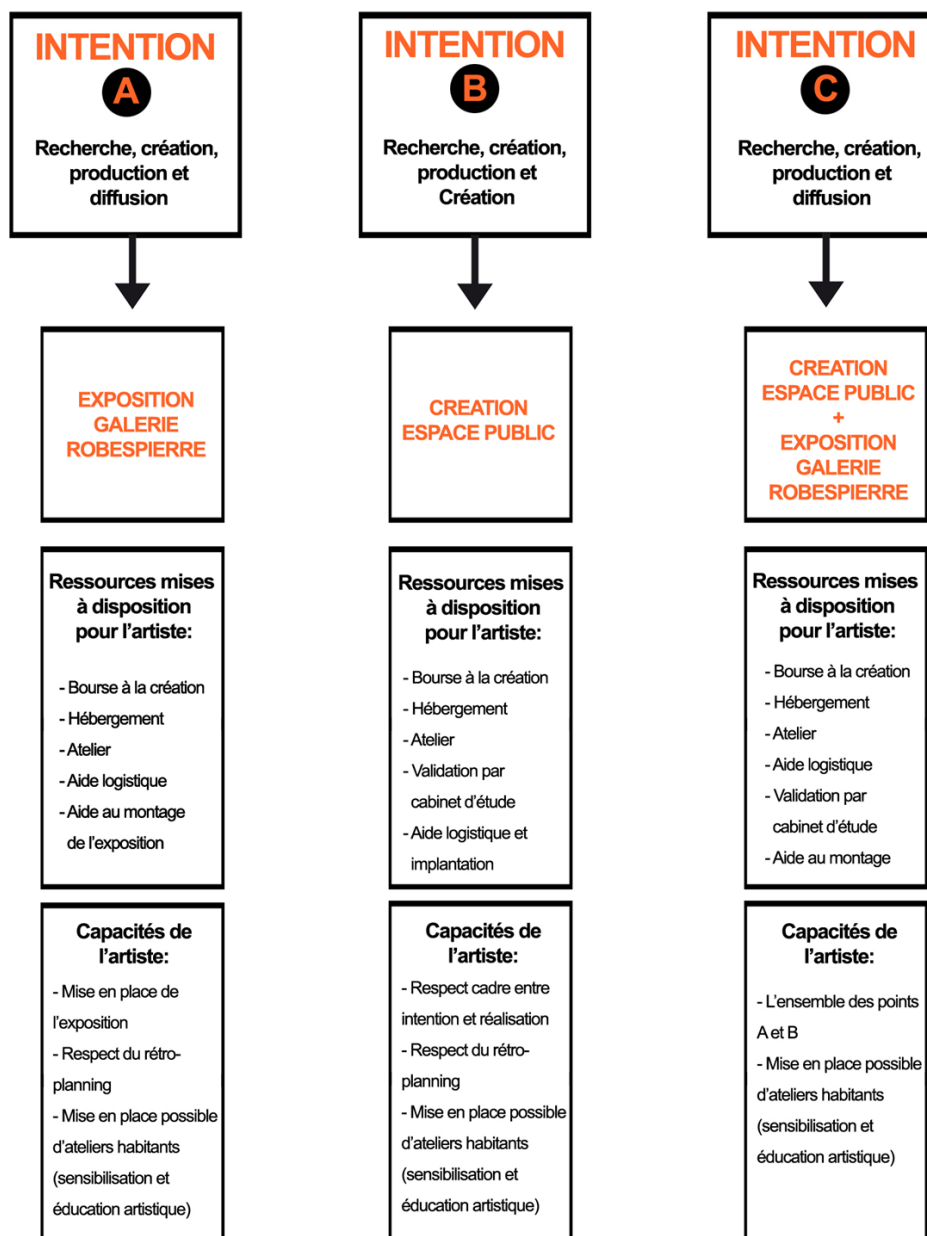 INTENTION
A
Recherche, création,
production et
diffusion
EXPOSITION
GALERIE
ROBESPIERRE
Ressources mises
à disposition
pour l'artiste:
- Bourse à la création
- Hébergement
- Atelier
- Aide logistique
- Aide au montage
de l'exposition
Capacités de
l'artiste:
- Mise en place de
l'exposition
- Respect du rétro-
planning
- Mise en place possible
d'ateliers habitants
(sensibilisation et
éducation artistique)
INTENTION
B
Recherche, création,
production et
Création
CREATION
ESPACE PUBLIC
Ressources mises
à disposition
pour l'artiste:
- Bourse à la création
- Hébergement
- Atelier
- Validation par
cabinet d'étude
- Aide logistique et
implantation
Capacités de
l'artiste:
- Respect cadre entre
intention et réalisation
- Respect du rétro-
planning
- Mise en place possible
d'ateliers habitants
(sensibilisation et
éducation artistique)
INTENTION
C
Recherche, création,
production et
diffusion
CREATION
ESPACE PUBLIC
+
EXPOSITION
GALERIE
ROBESPIERRE
Ressources mises
à disposition
pour l'artiste:
- Bourse à la création
- Hébergement
- Atelier
- Aide logistique
- Validation par
cabinet d'étude
- Aide au montage
Capacités de
l'artiste:
- L'ensemble des points
A et B
- Mise en place possible
d'ateliers habitants
(sensibilisation et
éducation artistique)